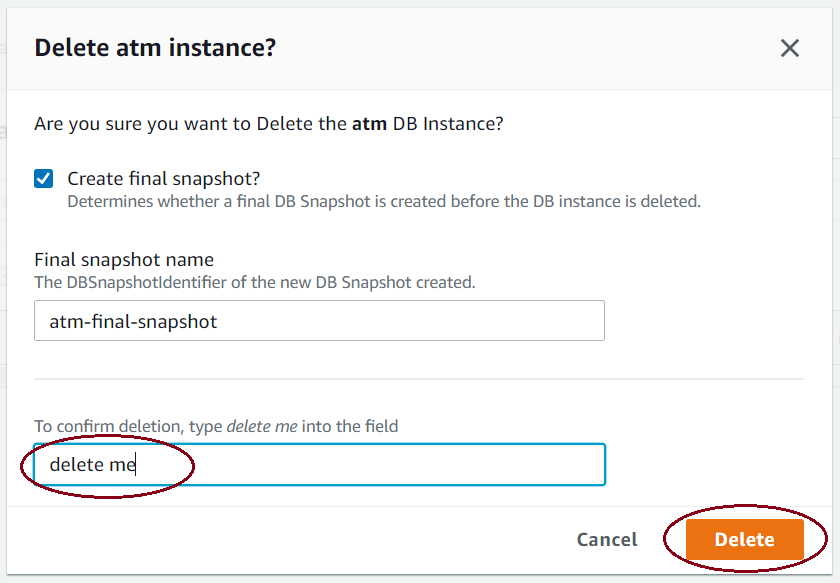 Delete atm instance?
Are you sure you want to Delete the atm DB Instance?
Create final snapshot?
Determines whether a final DB Snapshot is created before the DB instance is deleted.
Final snapshot name
The DBSnapshotIdentifier of the new DB Snapshot created.
atm-final-snapshot
To confirm deletion, type delete me into the field
delete me
Cancel
Delete